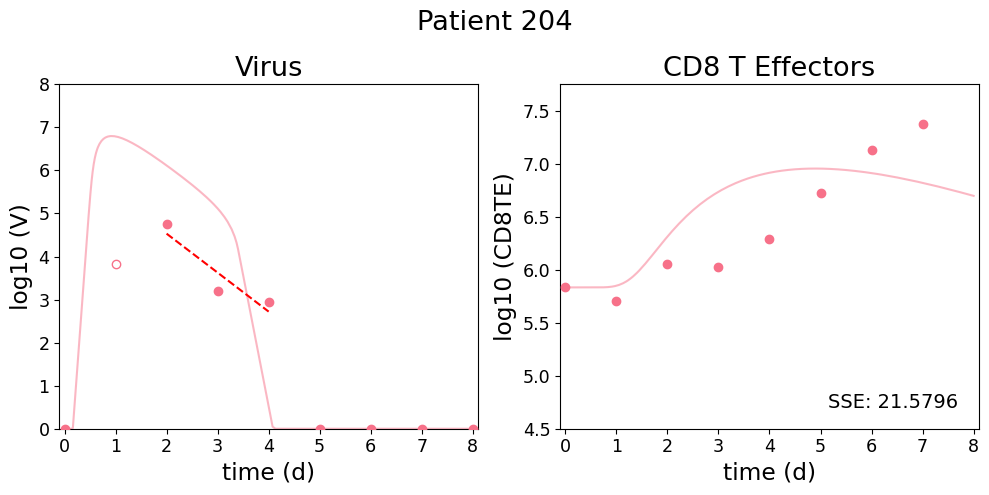 Patient 204
Virus
CD8 T Effectors
log10 (V)
8
7
6
5
4
3
2
1
0
0 1 2 3 4 5 6 7 8
time (d)
log10 (CD8TE)
7.5
7.0
6.5
6.0
5.5
5.0
4.5
SSE: 21.5796
0 1 2 3 4 5 6 7 8
time (d)